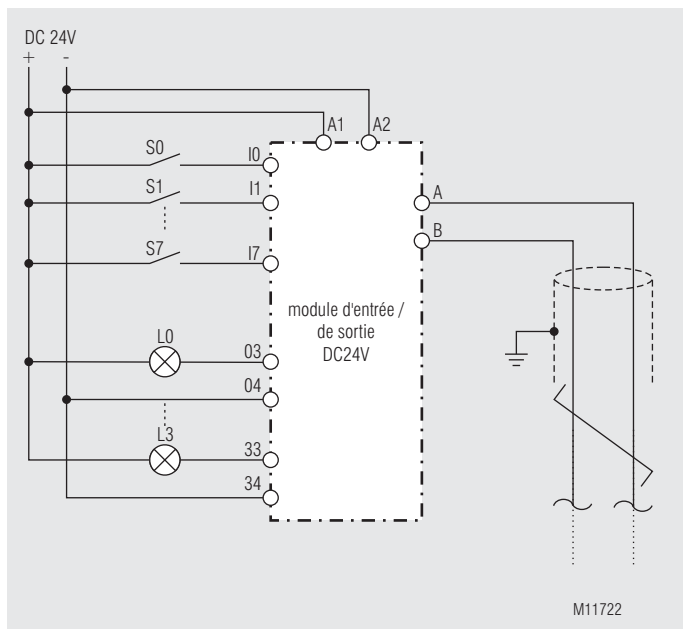 DC 24V
+ -
A1 A2
S0 I0
S1 I1
A
B
S7 I7
module d'entrée /
de sortie
DC24V
L0 03
04
L3 33
34
M11722